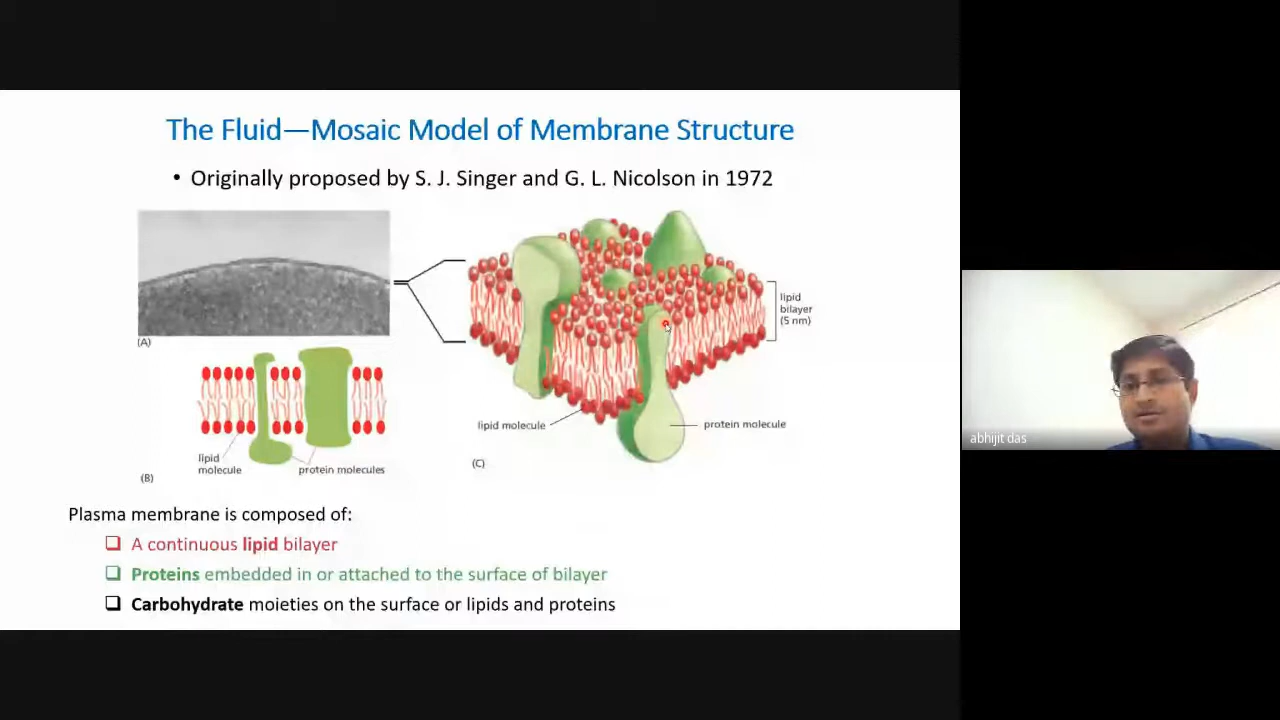 The Fluid—Mosaic Model of Membrane Structure
• Originally proposed by S. J. Singer and G. L. Nicolson in 1972
(A)
lipid
bilayer
(5 nm)
lipid molecule
protein molecule
(C)
lipid
molecule
protein molecules
(B)
Plasma membrane is composed of:
❑ A continuous lipid bilayer
❑ Proteins embedded in or attached to the surface of bilayer
❑ Carbohydrate moieties on the surface or lipids and proteins
abhijit das